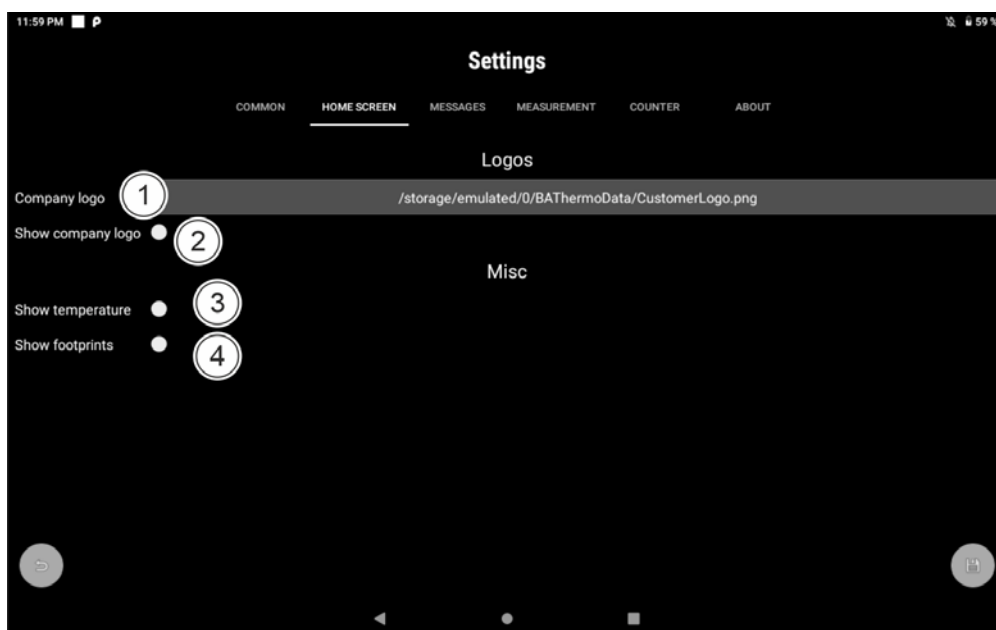 11:59 PM 59 %
Settings
COMMON HOME SCREEN MESSAGES MEASUREMENT COUNTER ABOUT
Logos
Company logo 1 /storage/emulated/0/BAThermoData/CustomerLogo.png
Show company logo 2
Misc
Show temperature 3
Show footprints 4